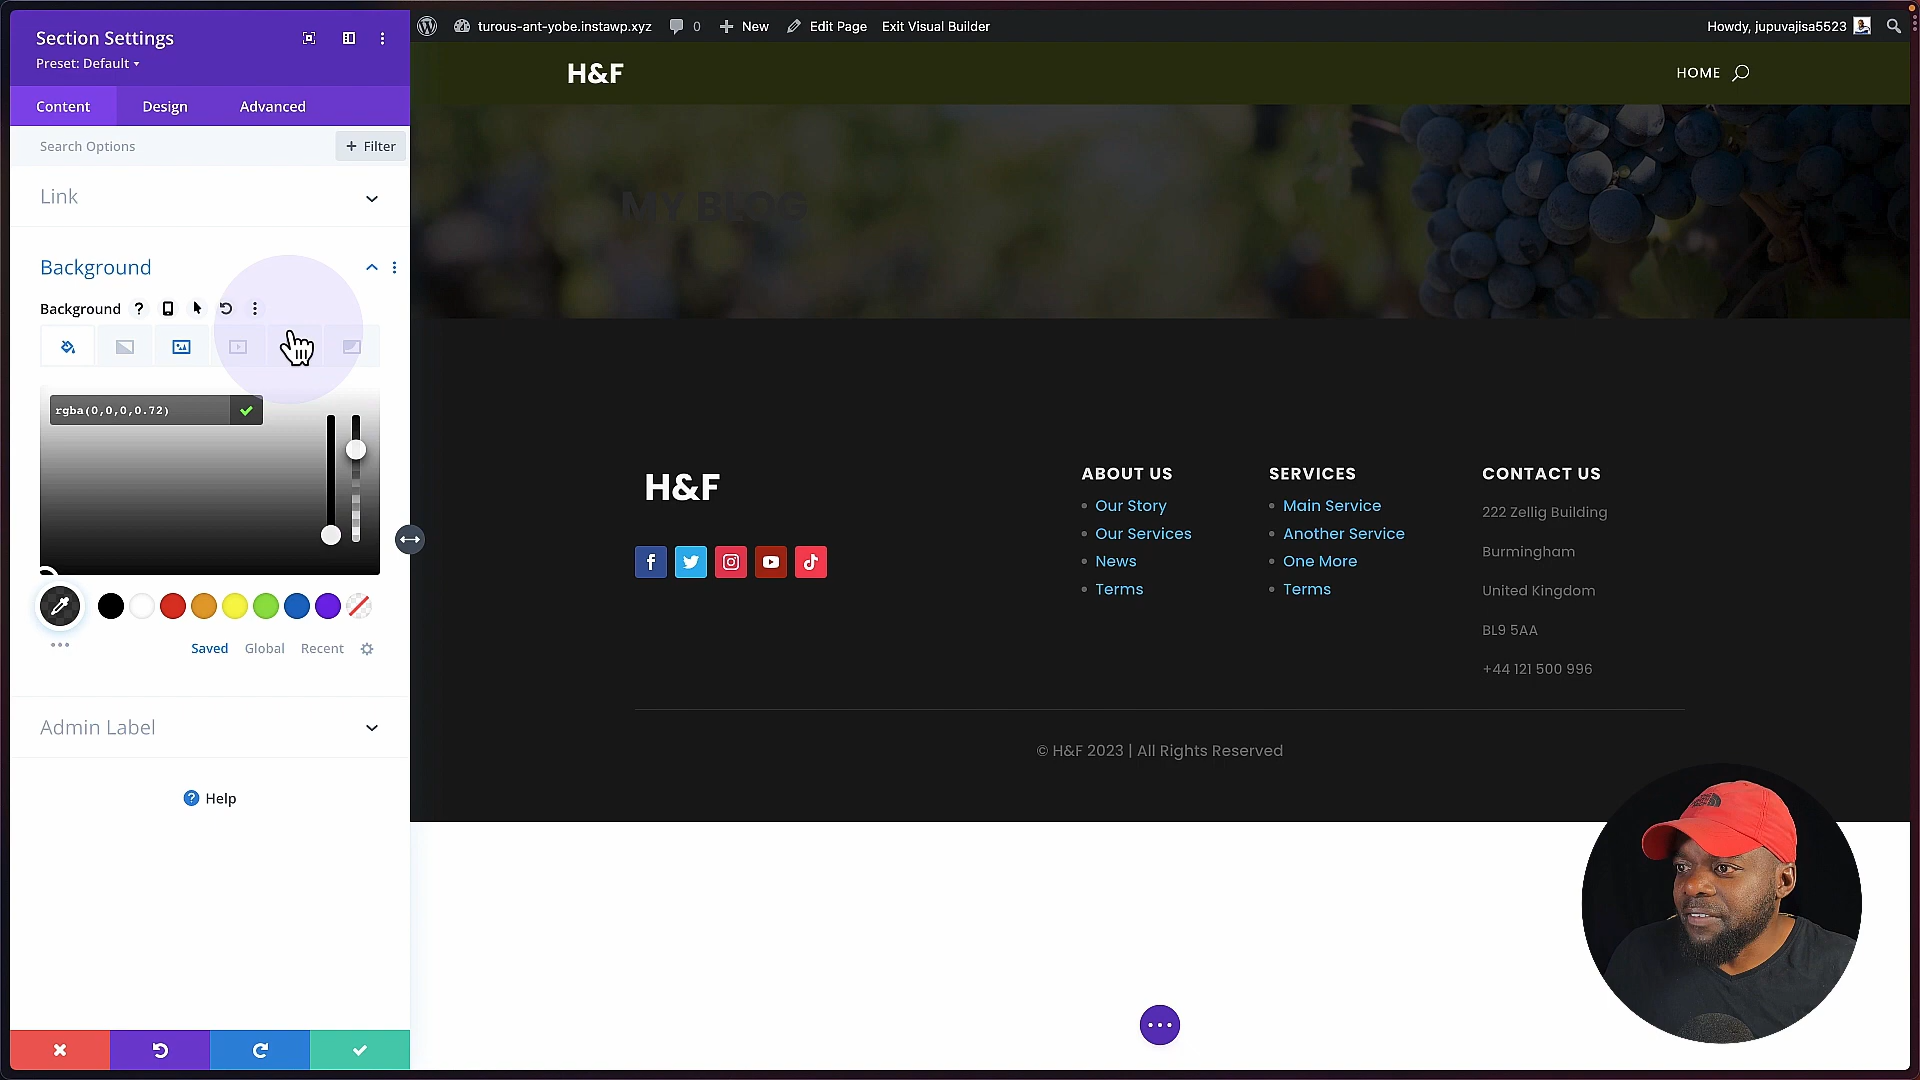 Section Settings
Preset: Default
Content Design Advanced
Search Options
+ Filter
Link
Background
Background ?
rgba(0,0,0,0.72)
Saved Global Recent
Admin Label
? Help
turous-ant-yobe.instawp.xyz 0 + New Edit Page Exit Visual Builder
Howdy, jupuvajisa5523
H&F
HOME
MY BLOG
H&F
ABOUT US
Our Story
Our Services
News
Terms
SERVICES
Main Service
Another Service
One More
Terms
CONTACT US
222 Zellig Building
Burmingham
United Kingdom
BL9 5AA
+44 121 500 996
© H&F 2023 | All Rights Reserved